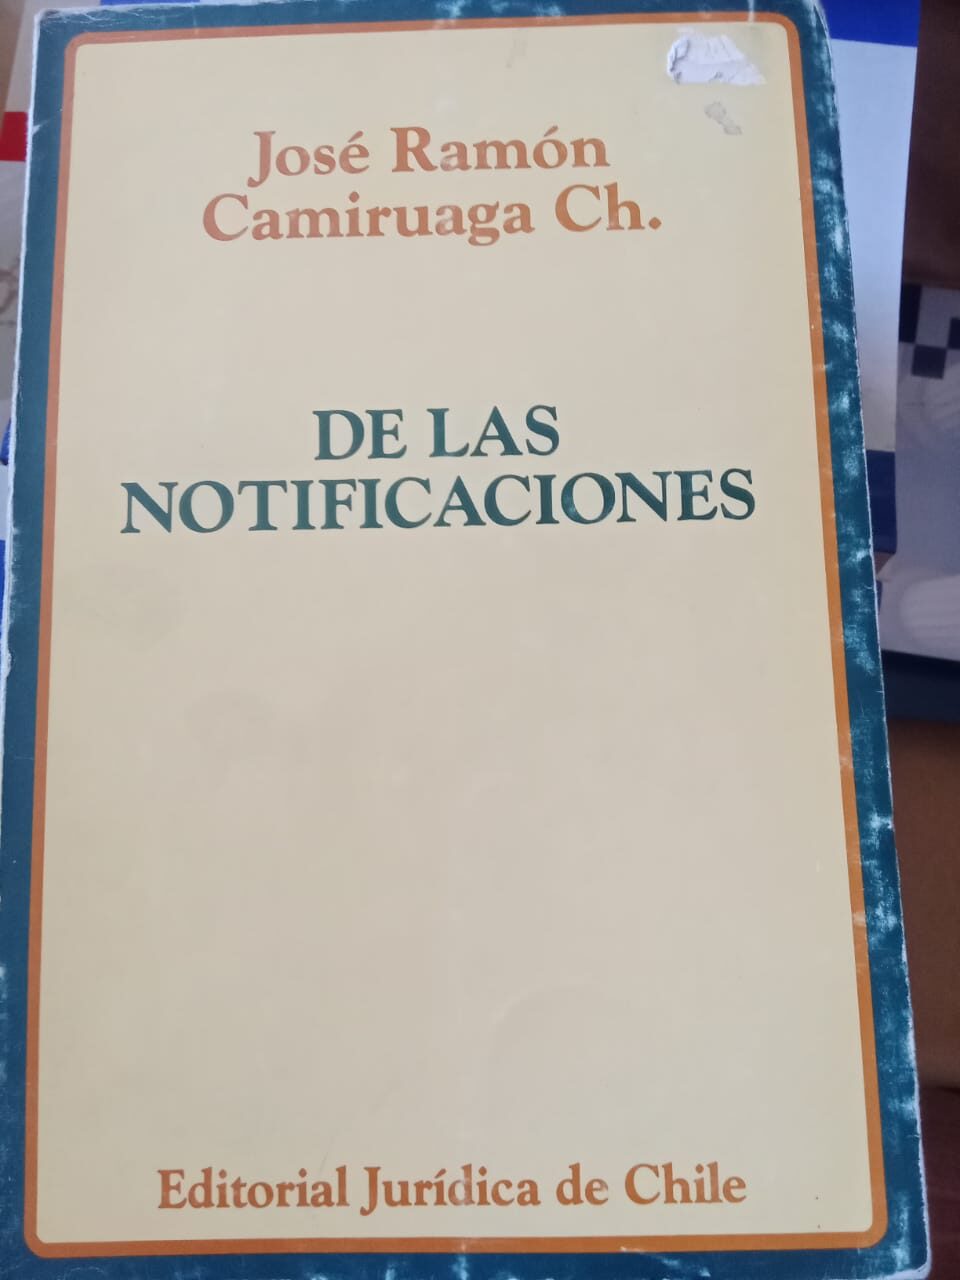 José Ramón
Camiruaga Ch.
DE LAS
NOTIFICACIONES
Editorial Jurídica de Chile